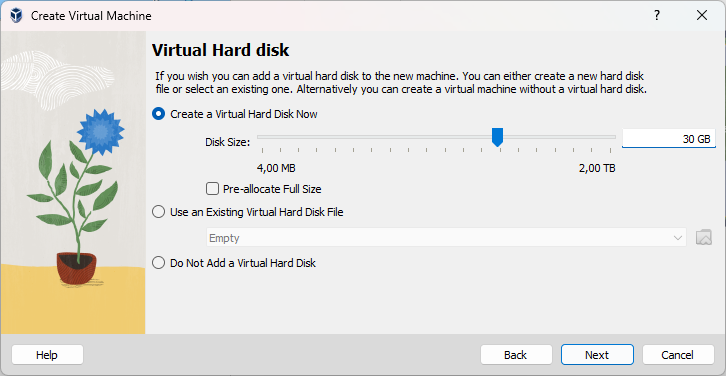 Create Virtual Machine
Virtual Hard disk
If you wish you can add a virtual hard disk to the new machine. You can either create a new hard disk
file or select an existing one. Alternatively you can create a virtual machine without a virtual hard disk.
Create a Virtual Hard Disk Now
Disk Size:
30 GB
4,00 MB
2,00 TB
Pre-allocate Full Size
Use an Existing Virtual Hard Disk File
Empty
Do Not Add a Virtual Hard Disk
Help
Back
Next
Cancel